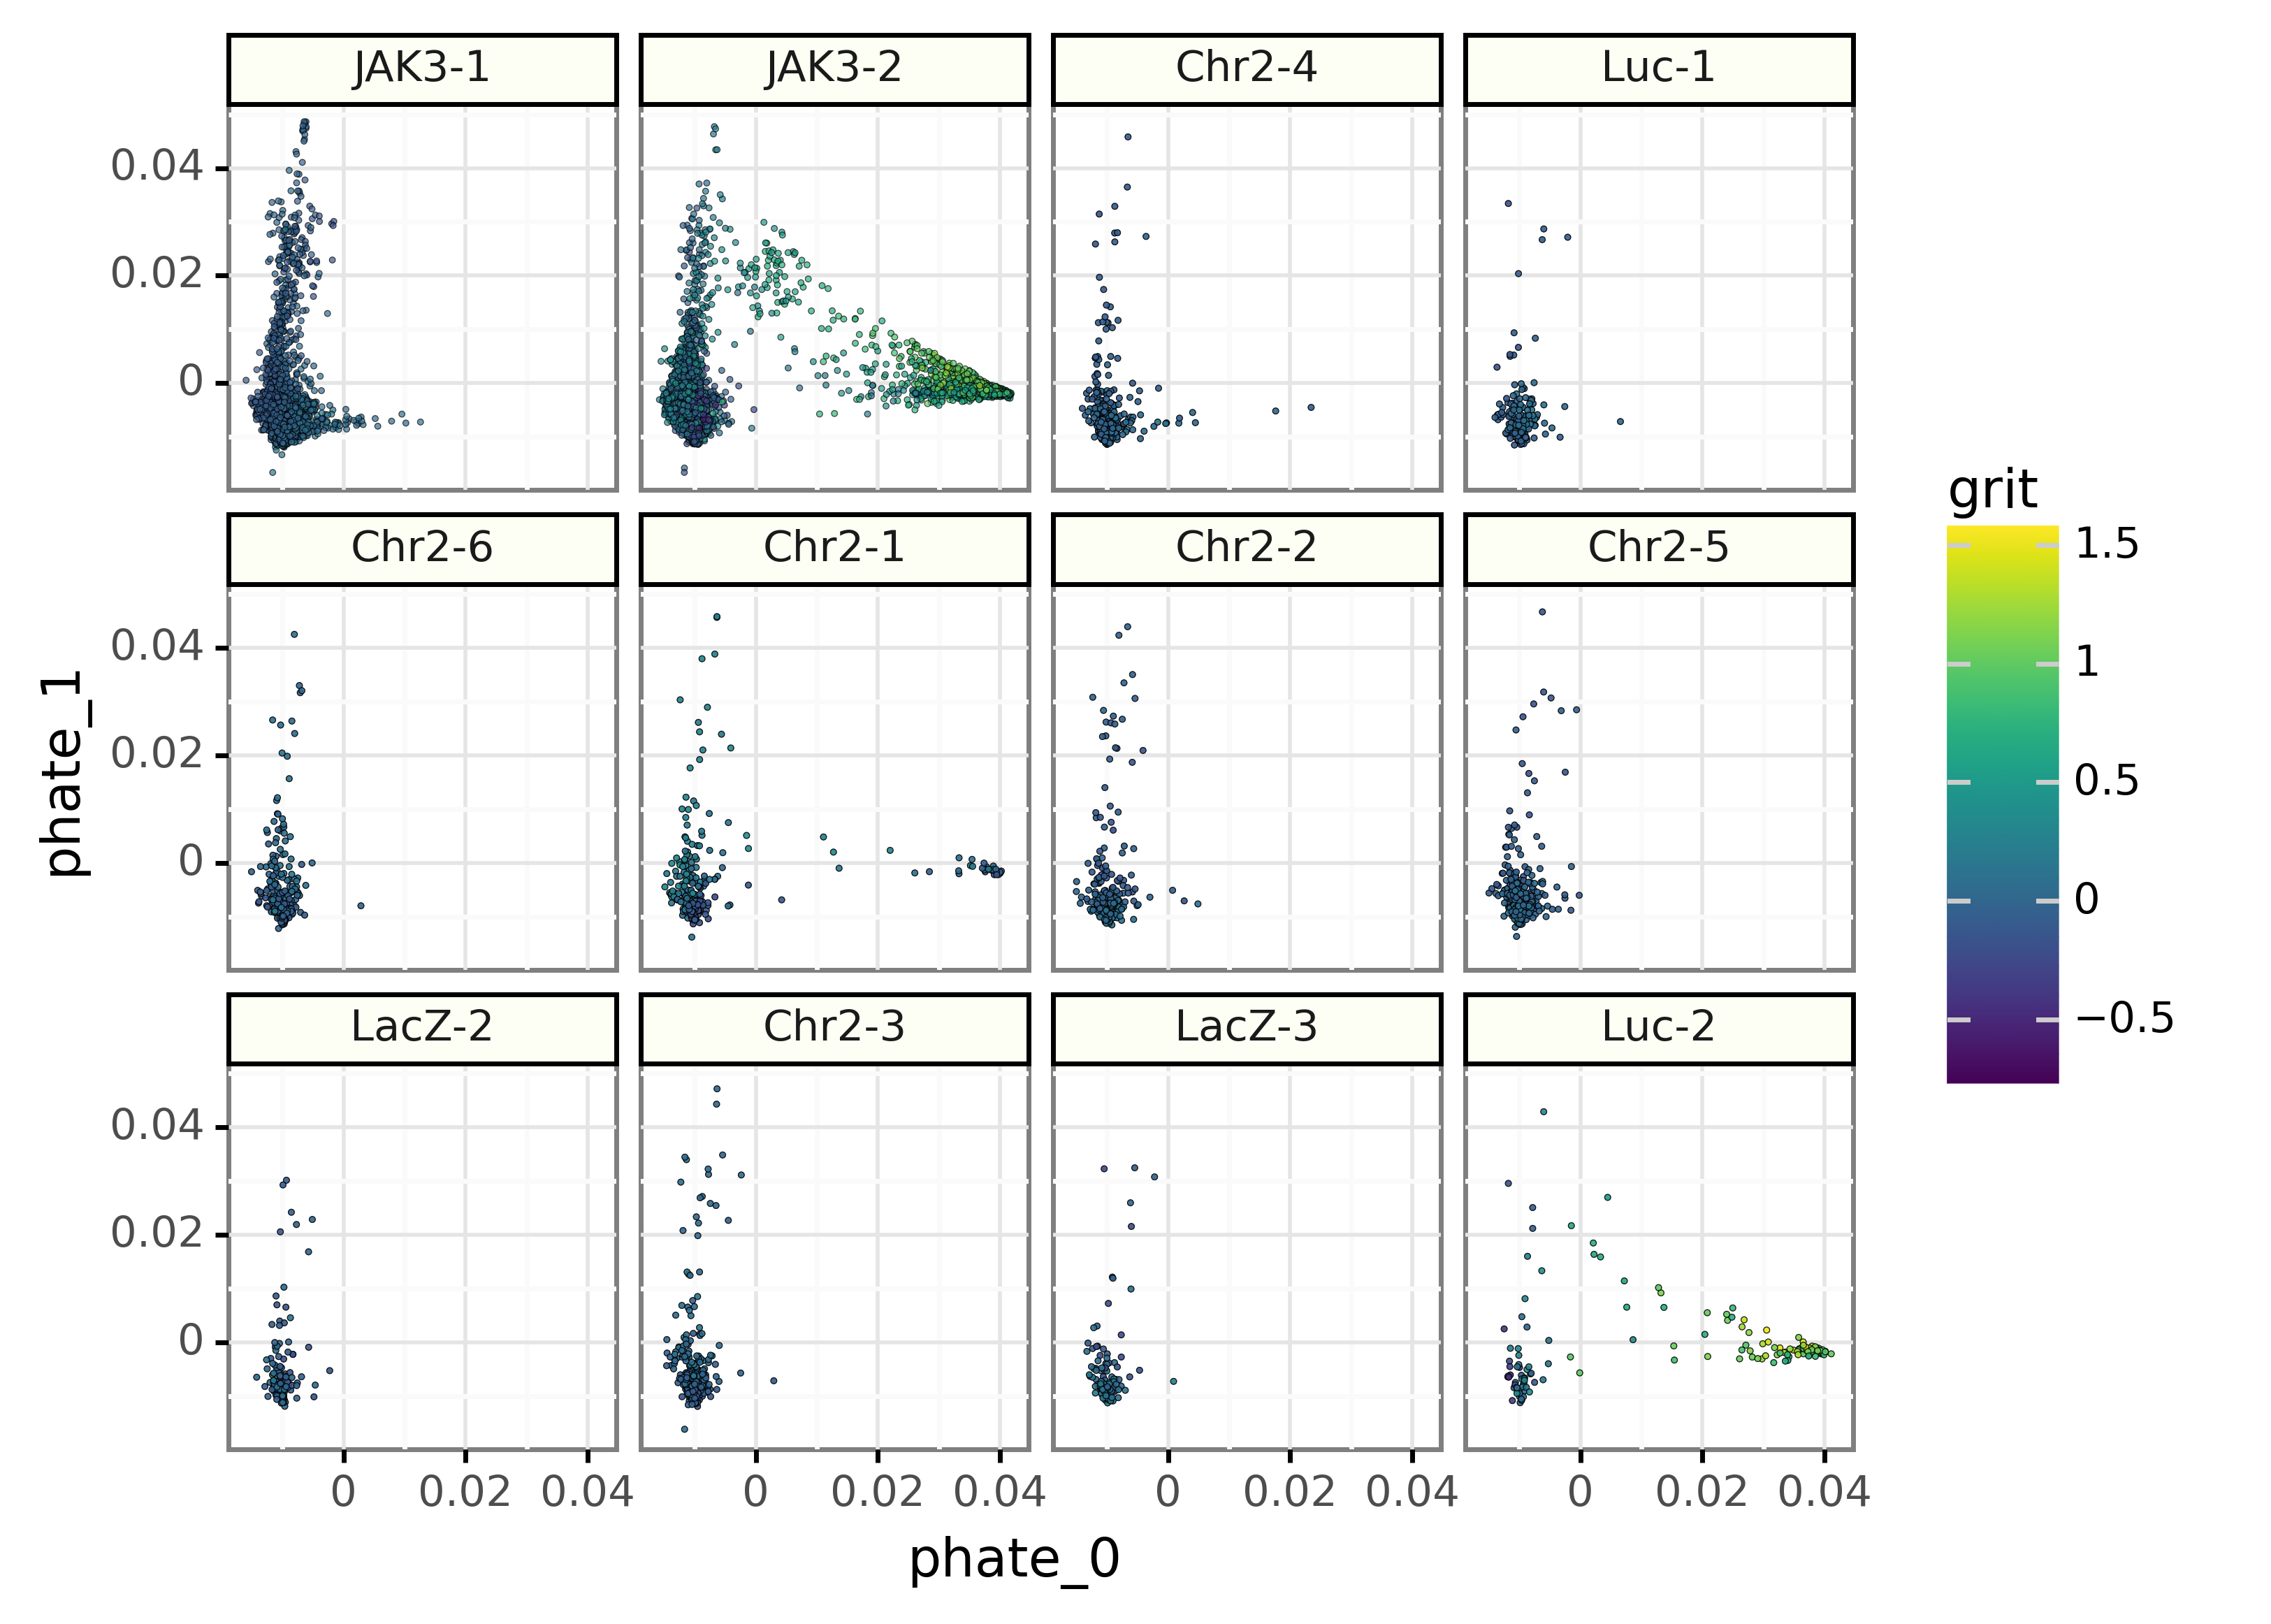 JAK3-1 JAK3-2 Chr2-4 Luc-1
0.04
0.02
0
Chr2-6 Chr2-1 Chr2-2 Chr2-5
0.04
0.02
0
LacZ-2 Chr2-3 LacZ-3 Luc-2
0.04
0.02
0
0 0.02 0.04 0 0.02 0.04 0 0.02 0.04 0 0.02 0.04
phate_0
phate_1
grit
1.5
1
0.5
0
−0.5